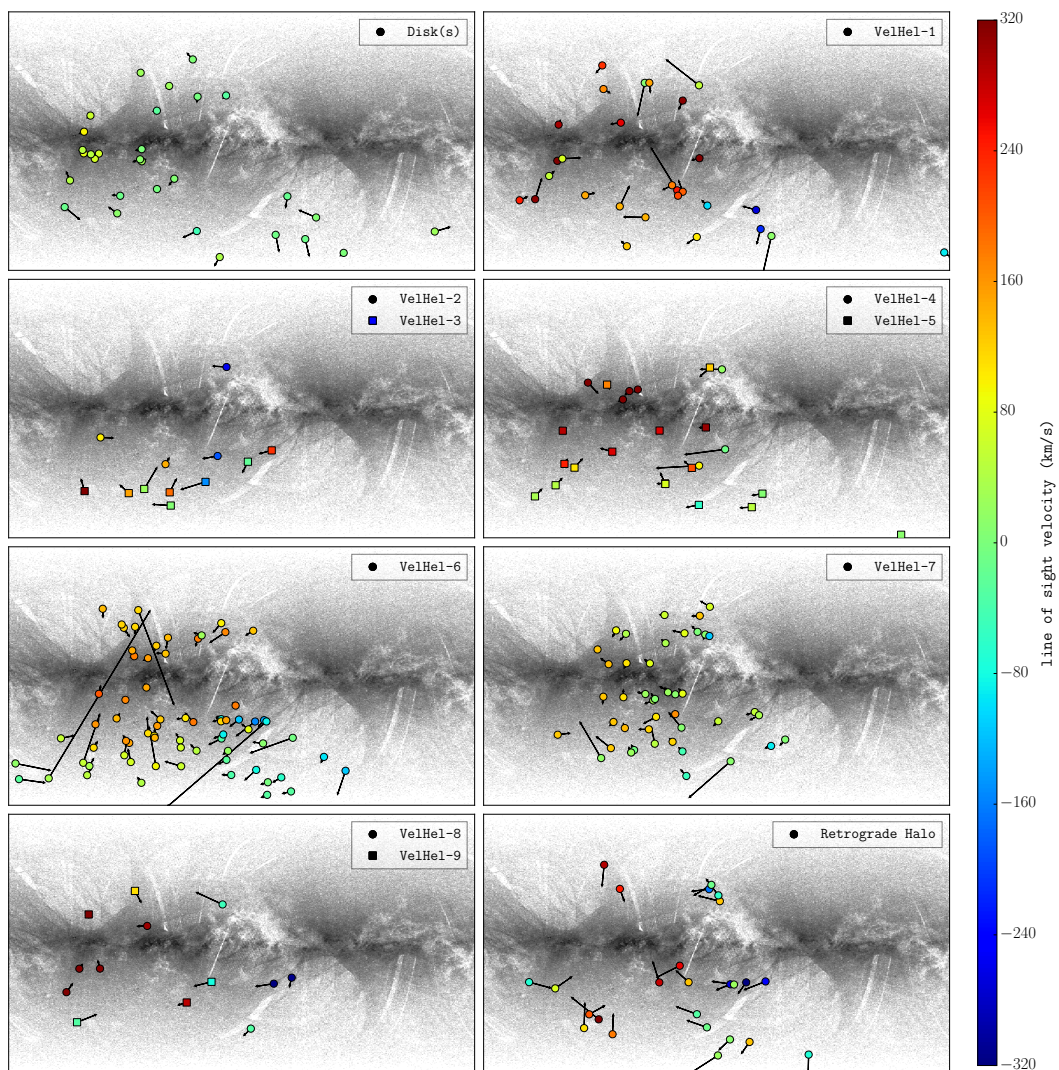 Disk(s)
VelHel-1
VelHel-2
VelHel-3
VelHel-4
VelHel-5
VelHel-6
VelHel-7
VelHel-8
VelHel-9
Retrograde Halo
320
240
160
80
0
−80
−160
−240
−320
line of sight velocity (km/s)